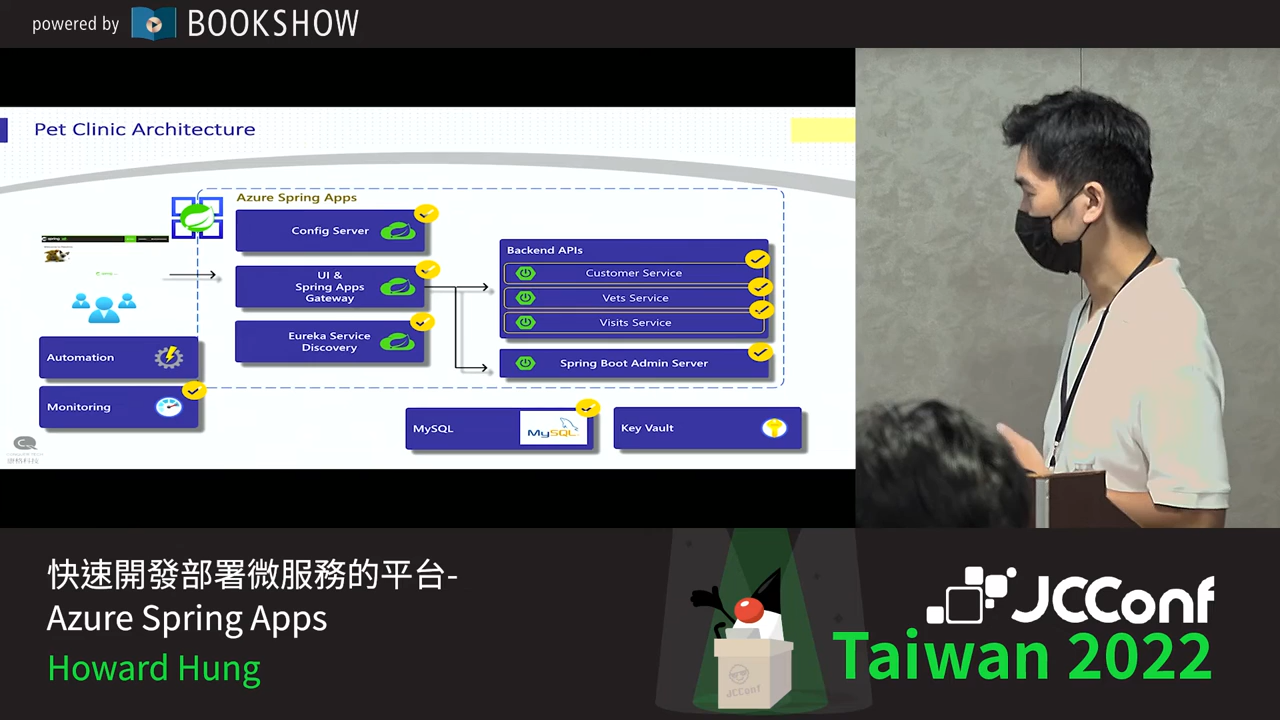 powered by BOOKSHOW
Pet Clinic Architecture
Azure Spring Apps
Config Server
UI &
Spring Apps
Gateway
Eureka Service
Discovery
Backend APIs
Customer Service
Vets Service
Visits Service
Spring Boot Admin Server
Automation
Monitoring
MySQL
MySQL
Key Vault
快速開發部署微服務的平台-
Azure Spring Apps
Howard Hung
JCConf
JCConf
Taiwan 2022